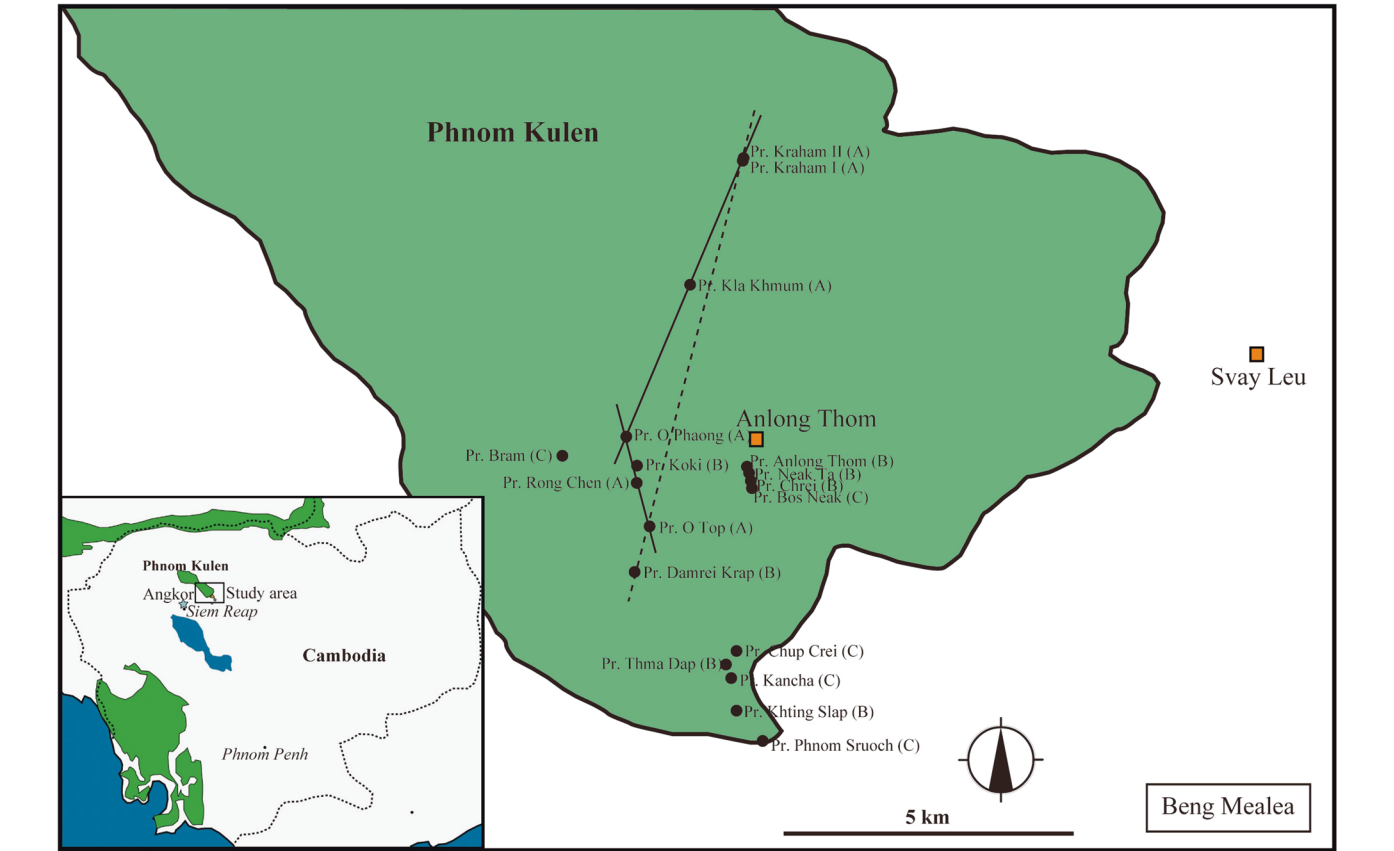 Phnom Kulen
Pr. Kraham II (A)
Pr. Kraham I (A)
Pr. Kla Khmum (A)
Svay Leu
Anlong Thom
Pr. O Phaong (A)
Pr. Bram (C)
Pr. Koki (B)
Pr. Anlong Thom (B)
Pr. Neak Ta (B)
Pr. Rong Chen (A)
Pr. Chrei (B)
Pr. Bos Neak (C)
Pr. O Top (A)
Pr. Damrei Krap (B)
Pr. Chup Crei (C)
Pr. Thma Dap (B)
Pr. Kancha (C)
Pr. Khting Slap (B)
Pr. Phnom Sruoch (C)
5 km
Beng Mealea
Phnom Kulen
Angkor
Study area
Siem Reap
Cambodia
Phnom Penh